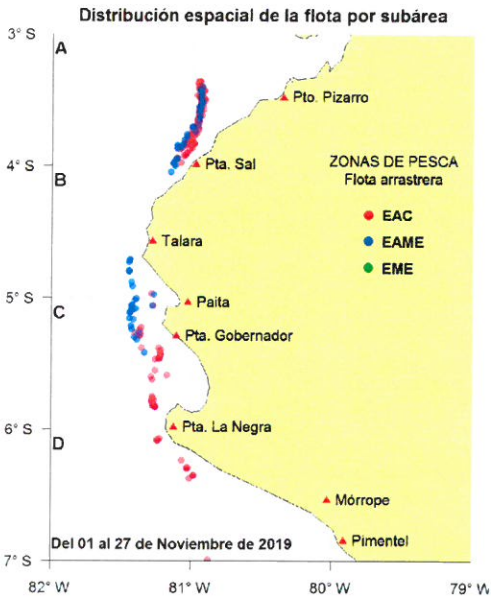 Distribución espacial de la flota por subárea
3° S
A
Pto. Pizarro
4° S
Pta. Sal
ZONAS DE PESCA
Flota arrastrera
B
EAC
Talara
EAME
EME
5° S
C
Paita
Pta. Gobernador
6° S
Pta. La Negra
D
Mórrope
Del 01 al 27 de Noviembre de 2019
Pimentel
7° S
82° W
81° W
80° W
79° W